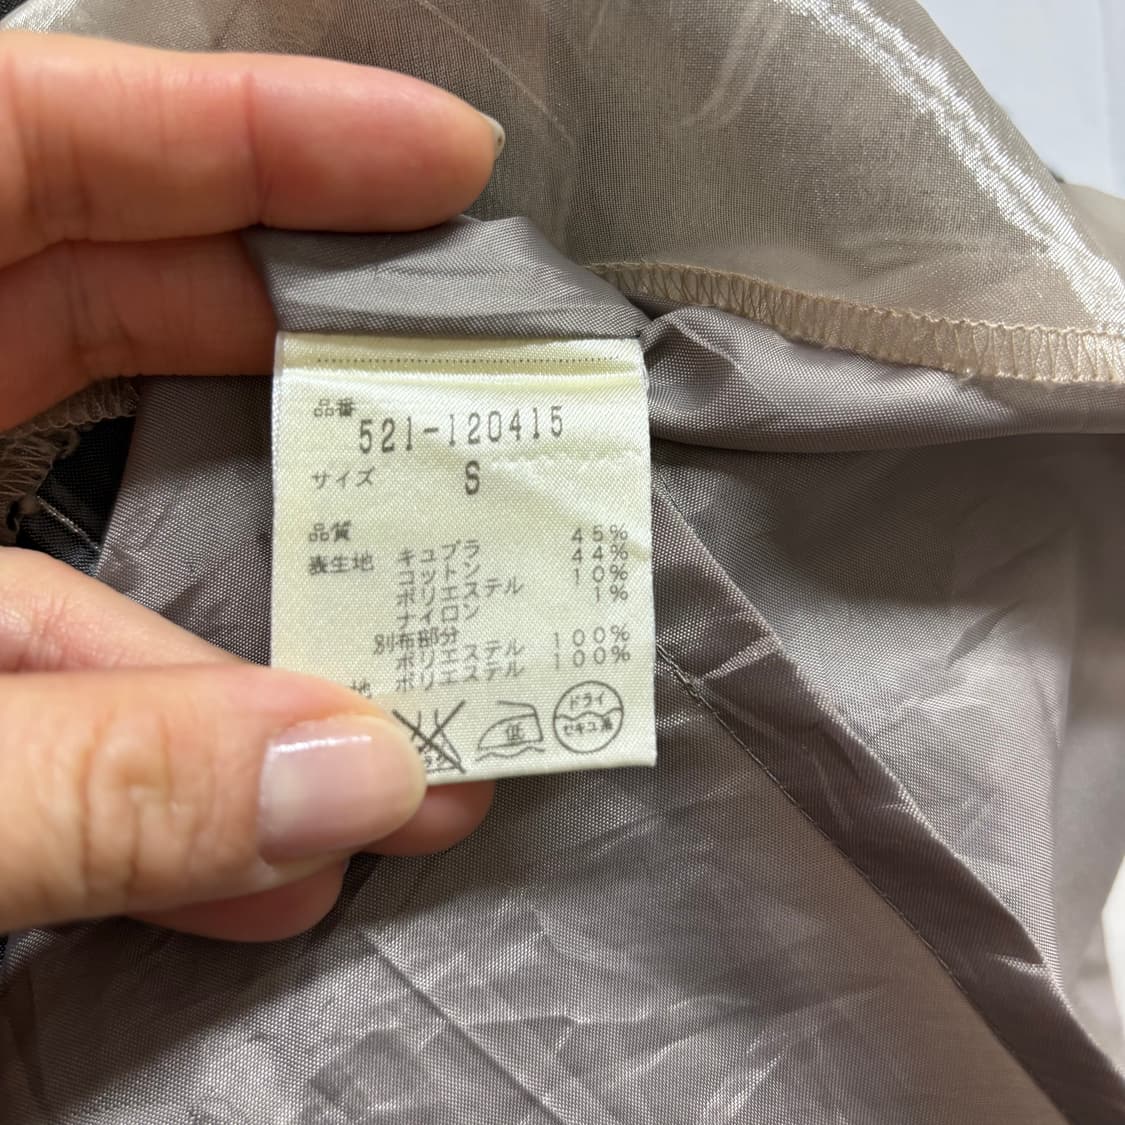 品番
521-120415
サイズ S
品質
表生地 キュプラ 45%
コットン 44%
ポリエステル 10%
ナイロン 1%
別布部分
ポリエステル 100%
地 ポリエステル 100%
低
ドライ
セキユ系